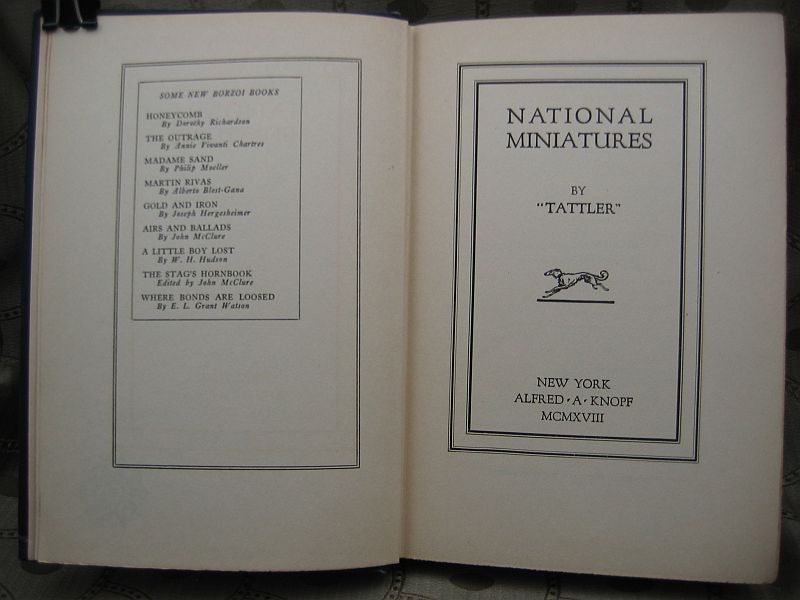 SOME NEW BORZOI BOOKS
HONEYCOMB
By Dorothy Richardson
THE OUTRAGE
By Annie Vivanti Chartres
MADAME SAND
By Philip Moeller
MARTIN RIVAS
By Alberto Blest-Gana
GOLD AND IRON
By Joseph Hergesheimer
AIRS AND BALLADS
By John McClure
A LITTLE BOY LOST
By W. H. Hudson
THE STAG'S HORNBOOK
Edited by John McClure
WHERE BONDS ARE LOOSED
By E. L. Grant Watson
NATIONAL
MINIATURES
BY
"TATTLER"
NEW YORK
ALFRED · A · KNOPF
MCMXVIII